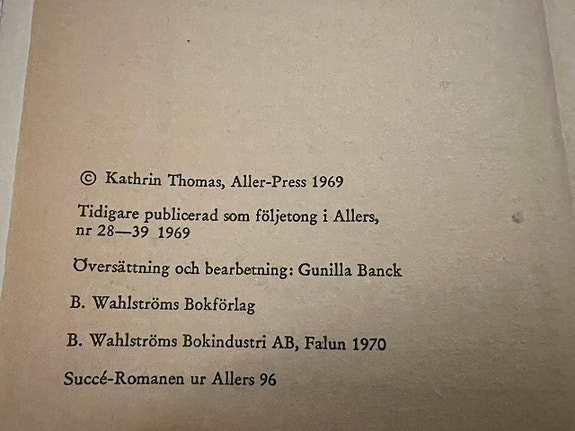 © Kathrin Thomas, Aller-Press 1969
Tidigare publicerad som följetong i Allers,
nr 28—39 1969
Översättning och bearbetning: Gunilla Banck
B. Wahlströms Bokförlag
B. Wahlströms Bokindustri AB, Falun 1970
Succé-Romanen ur Allers 96